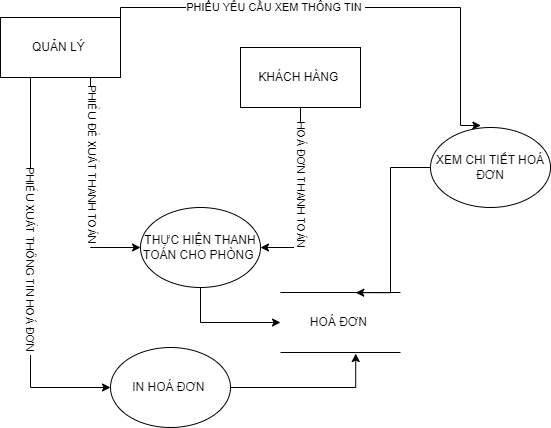 PHIẾU YÊU CẦU XEM THÔNG TIN
QUẢN LÝ
KHÁCH HÀNG
PHIẾU ĐỀ XUẤT THANH TOÁN
HOÁ ĐƠN THANH TOÁN
XEM CHI TIẾT HOÁ
ĐƠN
PHIẾU XUẤT THÔNG TIN HOÁ ĐƠN
THỰC HIỆN THANH
TOÁN CHO PHÒNG
HOÁ ĐƠN
IN HOÁ ĐƠN